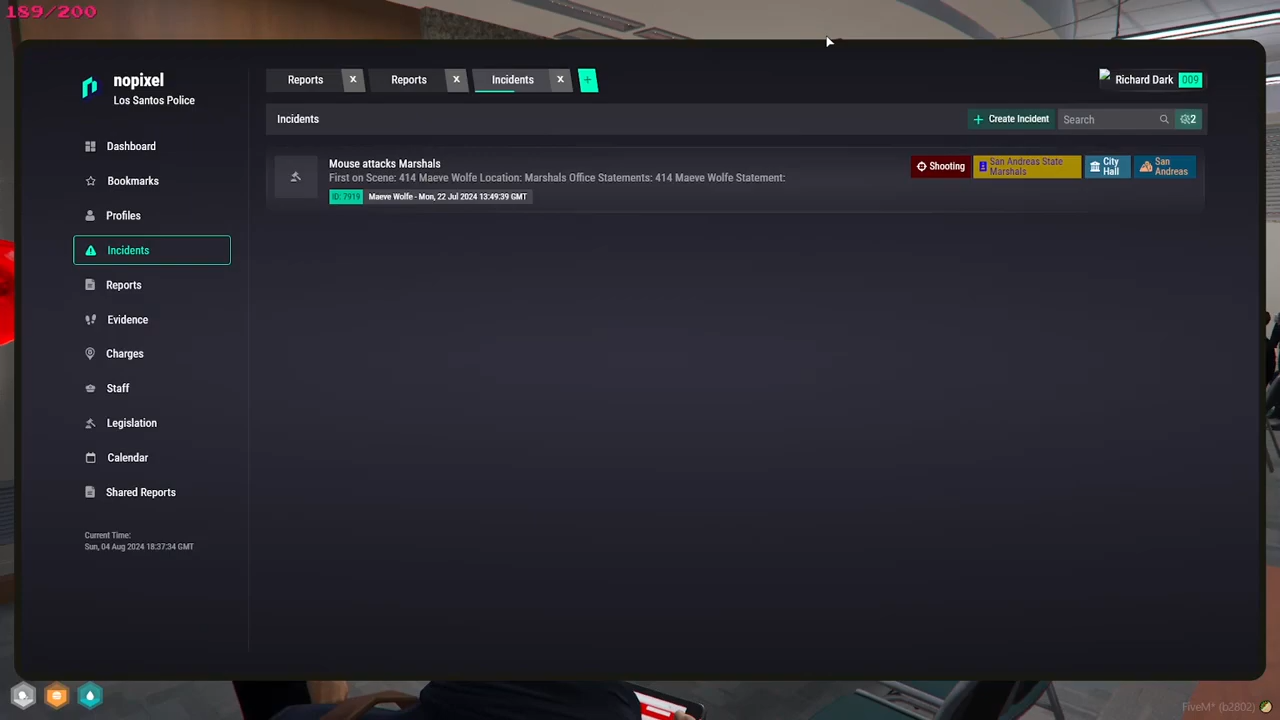 189/200
nopixel
Los Santos Police
Reports x
Reports x
Incidents x
+
Richard Dark 009
Dashboard
Bookmarks
Profiles
Incidents
Reports
Evidence
Charges
Staff
Legislation
Calendar
Shared Reports
Current Time:
Sun, 04 Aug 2024 18:37:34 GMT
Incidents
+ Create Incident
Search
2
Mouse attacks Marshals
First on Scene: 414 Maeve Wolfe Location: Marshals Office Statements: 414 Maeve Wolfe Statement:
ID: 7919 Maeve Wolfe - Mon, 22 Jul 2024 13:49:39 GMT
Shooting
San Andreas State
Marshals
City
Hall
San
Andreas
FiveM* (b2802)